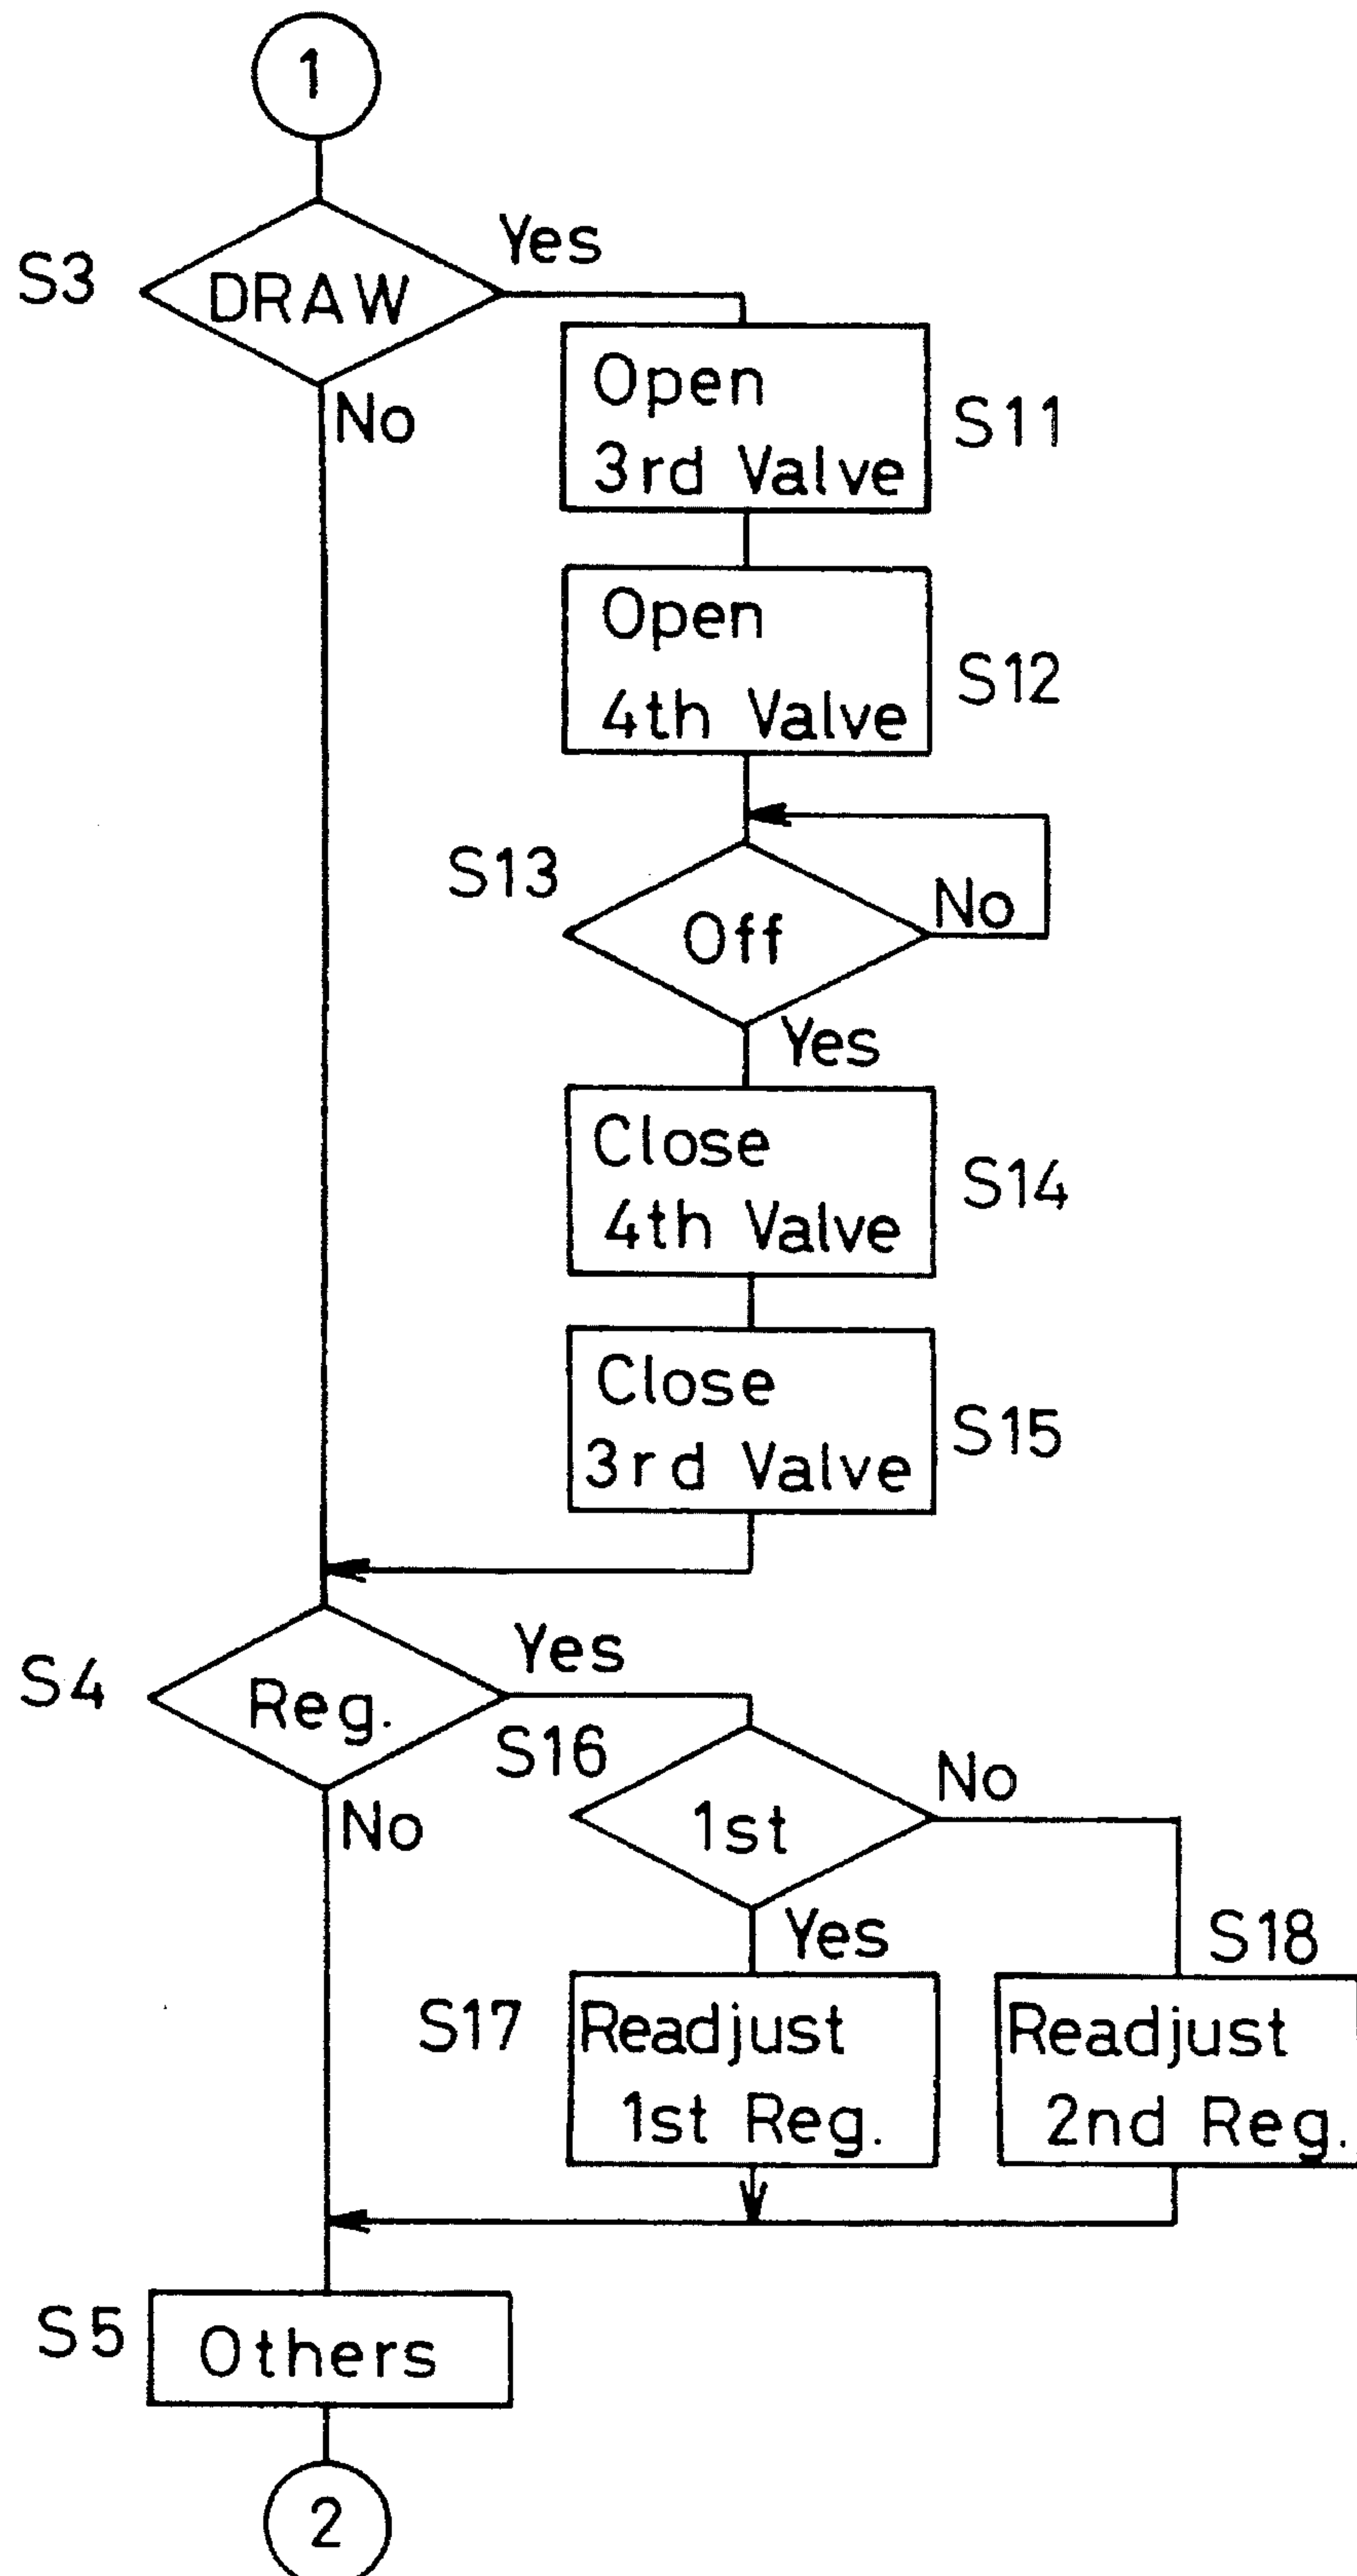 1
S3
DRAW
Yes
No
Open
3rd Valve
S11
Open
4th Valve
S12
S13
Off
No
Yes
Close
4th Valve
S14
Close
3rd Valve
S15
S4
Reg.
Yes
No
S16
1st
No
Yes
S17
Readjust
1st Reg.
S18
Readjust
2nd Reg.
S5
Others
2